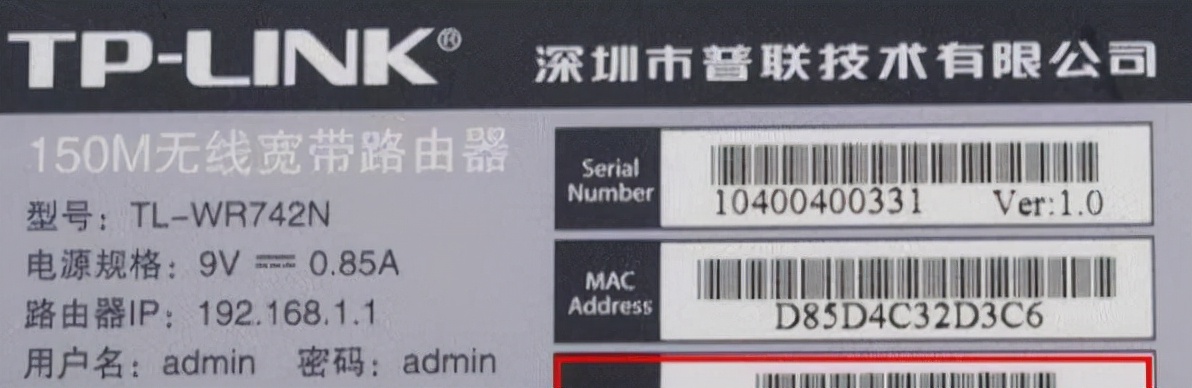 TP-LINK® 深圳市普联技术有限公司
150M无线宽带路由器
型号：TL-WR742N
电源规格：9V ⎓ 0.85A
路由器IP：192.168.1.1
用户名：admin 密码：admin
Serial
Number
10400400331 Ver:1.0
MAC
Address
D85D4C32D3C6